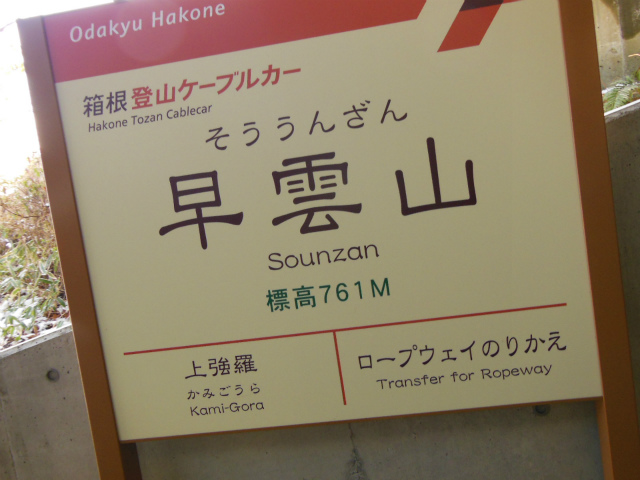 Odakyu Hakone
箱根登山ケーブルカー
Hakone Tozan Cablecar
そううんざん
早雲山
Sounzan
標高761M
上強羅
かみごうら
Kami-Gora
ロープウェイのりかえ
Transfer for Ropeway